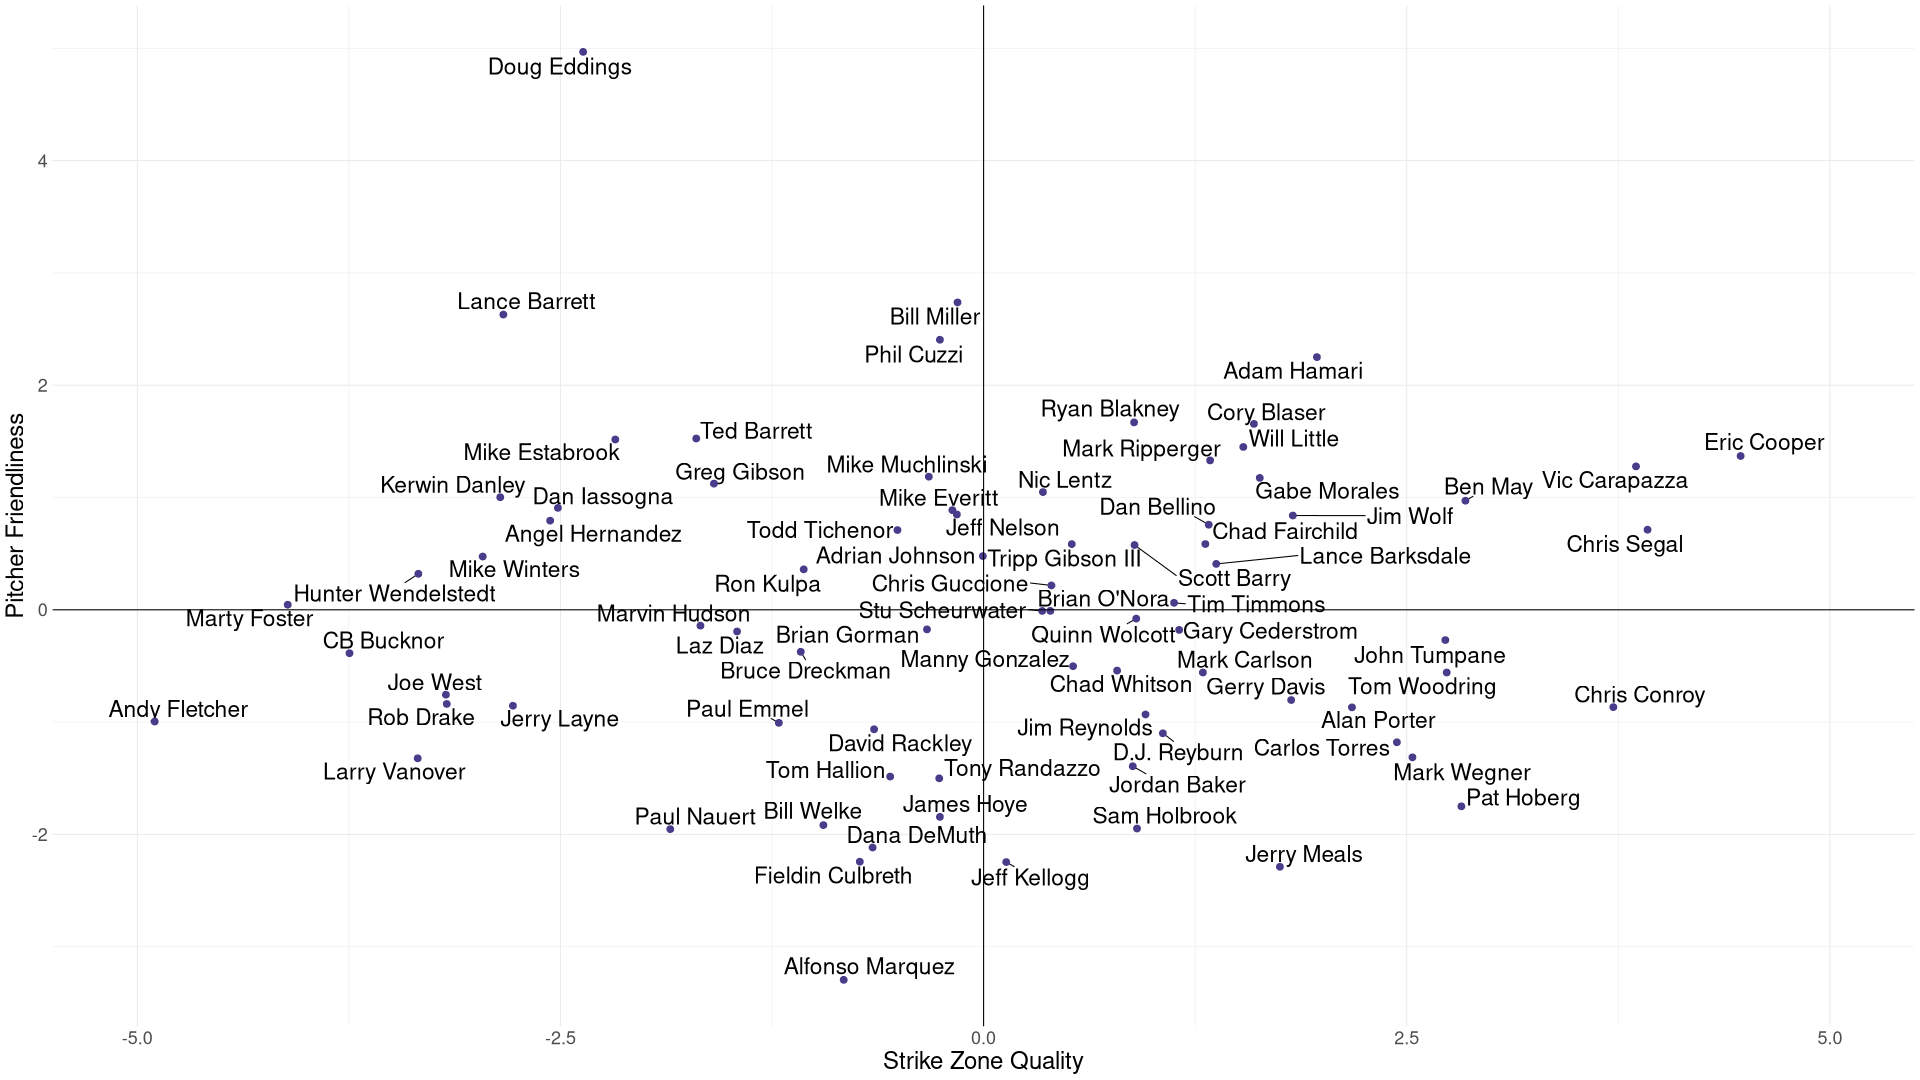 Doug Eddings
4
Lance Barrett
Bill Miller
Phil Cuzzi
Adam Hamari
2
Ryan Blakney
Cory Blaser
Ted Barrett
Will Little
Eric Cooper
Mike Estabrook
Mark Ripperger
Mike Muchlinski
Greg Gibson
Nic Lentz
Vic Carapazza
Kerwin Danley
Ben May
Gabe Morales
Dan Iassogna
Mike Everitt
Dan Bellino
Jim Wolf
Angel Hernandez
Todd Tichenor
Jeff Nelson
Chad Fairchild
Chris Segal
Adrian Johnson
Tripp Gibson III
Lance Barksdale
Mike Winters
Ron Kulpa
Chris Guccione
Scott Barry
Hunter Wendelstedt
Brian O'Nora
Tim Timmons
0
Marty Foster
Marvin Hudson
Stu Scheurwater
CB Bucknor
Laz Diaz
Brian Gorman
Quinn Wolcott
Gary Cederstrom
Bruce Dreckman
Manny Gonzalez
Mark Carlson
John Tumpane
Joe West
Chad Whitson
Gerry Davis
Tom Woodring
Chris Conroy
Andy Fletcher
Rob Drake
Jerry Layne
Paul Emmel
Jim Reynolds
Alan Porter
David Rackley
D.J. Reyburn
Carlos Torres
Larry Vanover
Tom Hallion
Tony Randazzo
Jordan Baker
Mark Wegner
Paul Nauert
Bill Welke
James Hoye
Sam Holbrook
Pat Hoberg
-2
Dana DeMuth
Jerry Meals
Fieldin Culbreth
Jeff Kellogg
Alfonso Marquez
-5.0
-2.5
0.0
2.5
5.0
Strike Zone Quality
Pitcher Friendliness